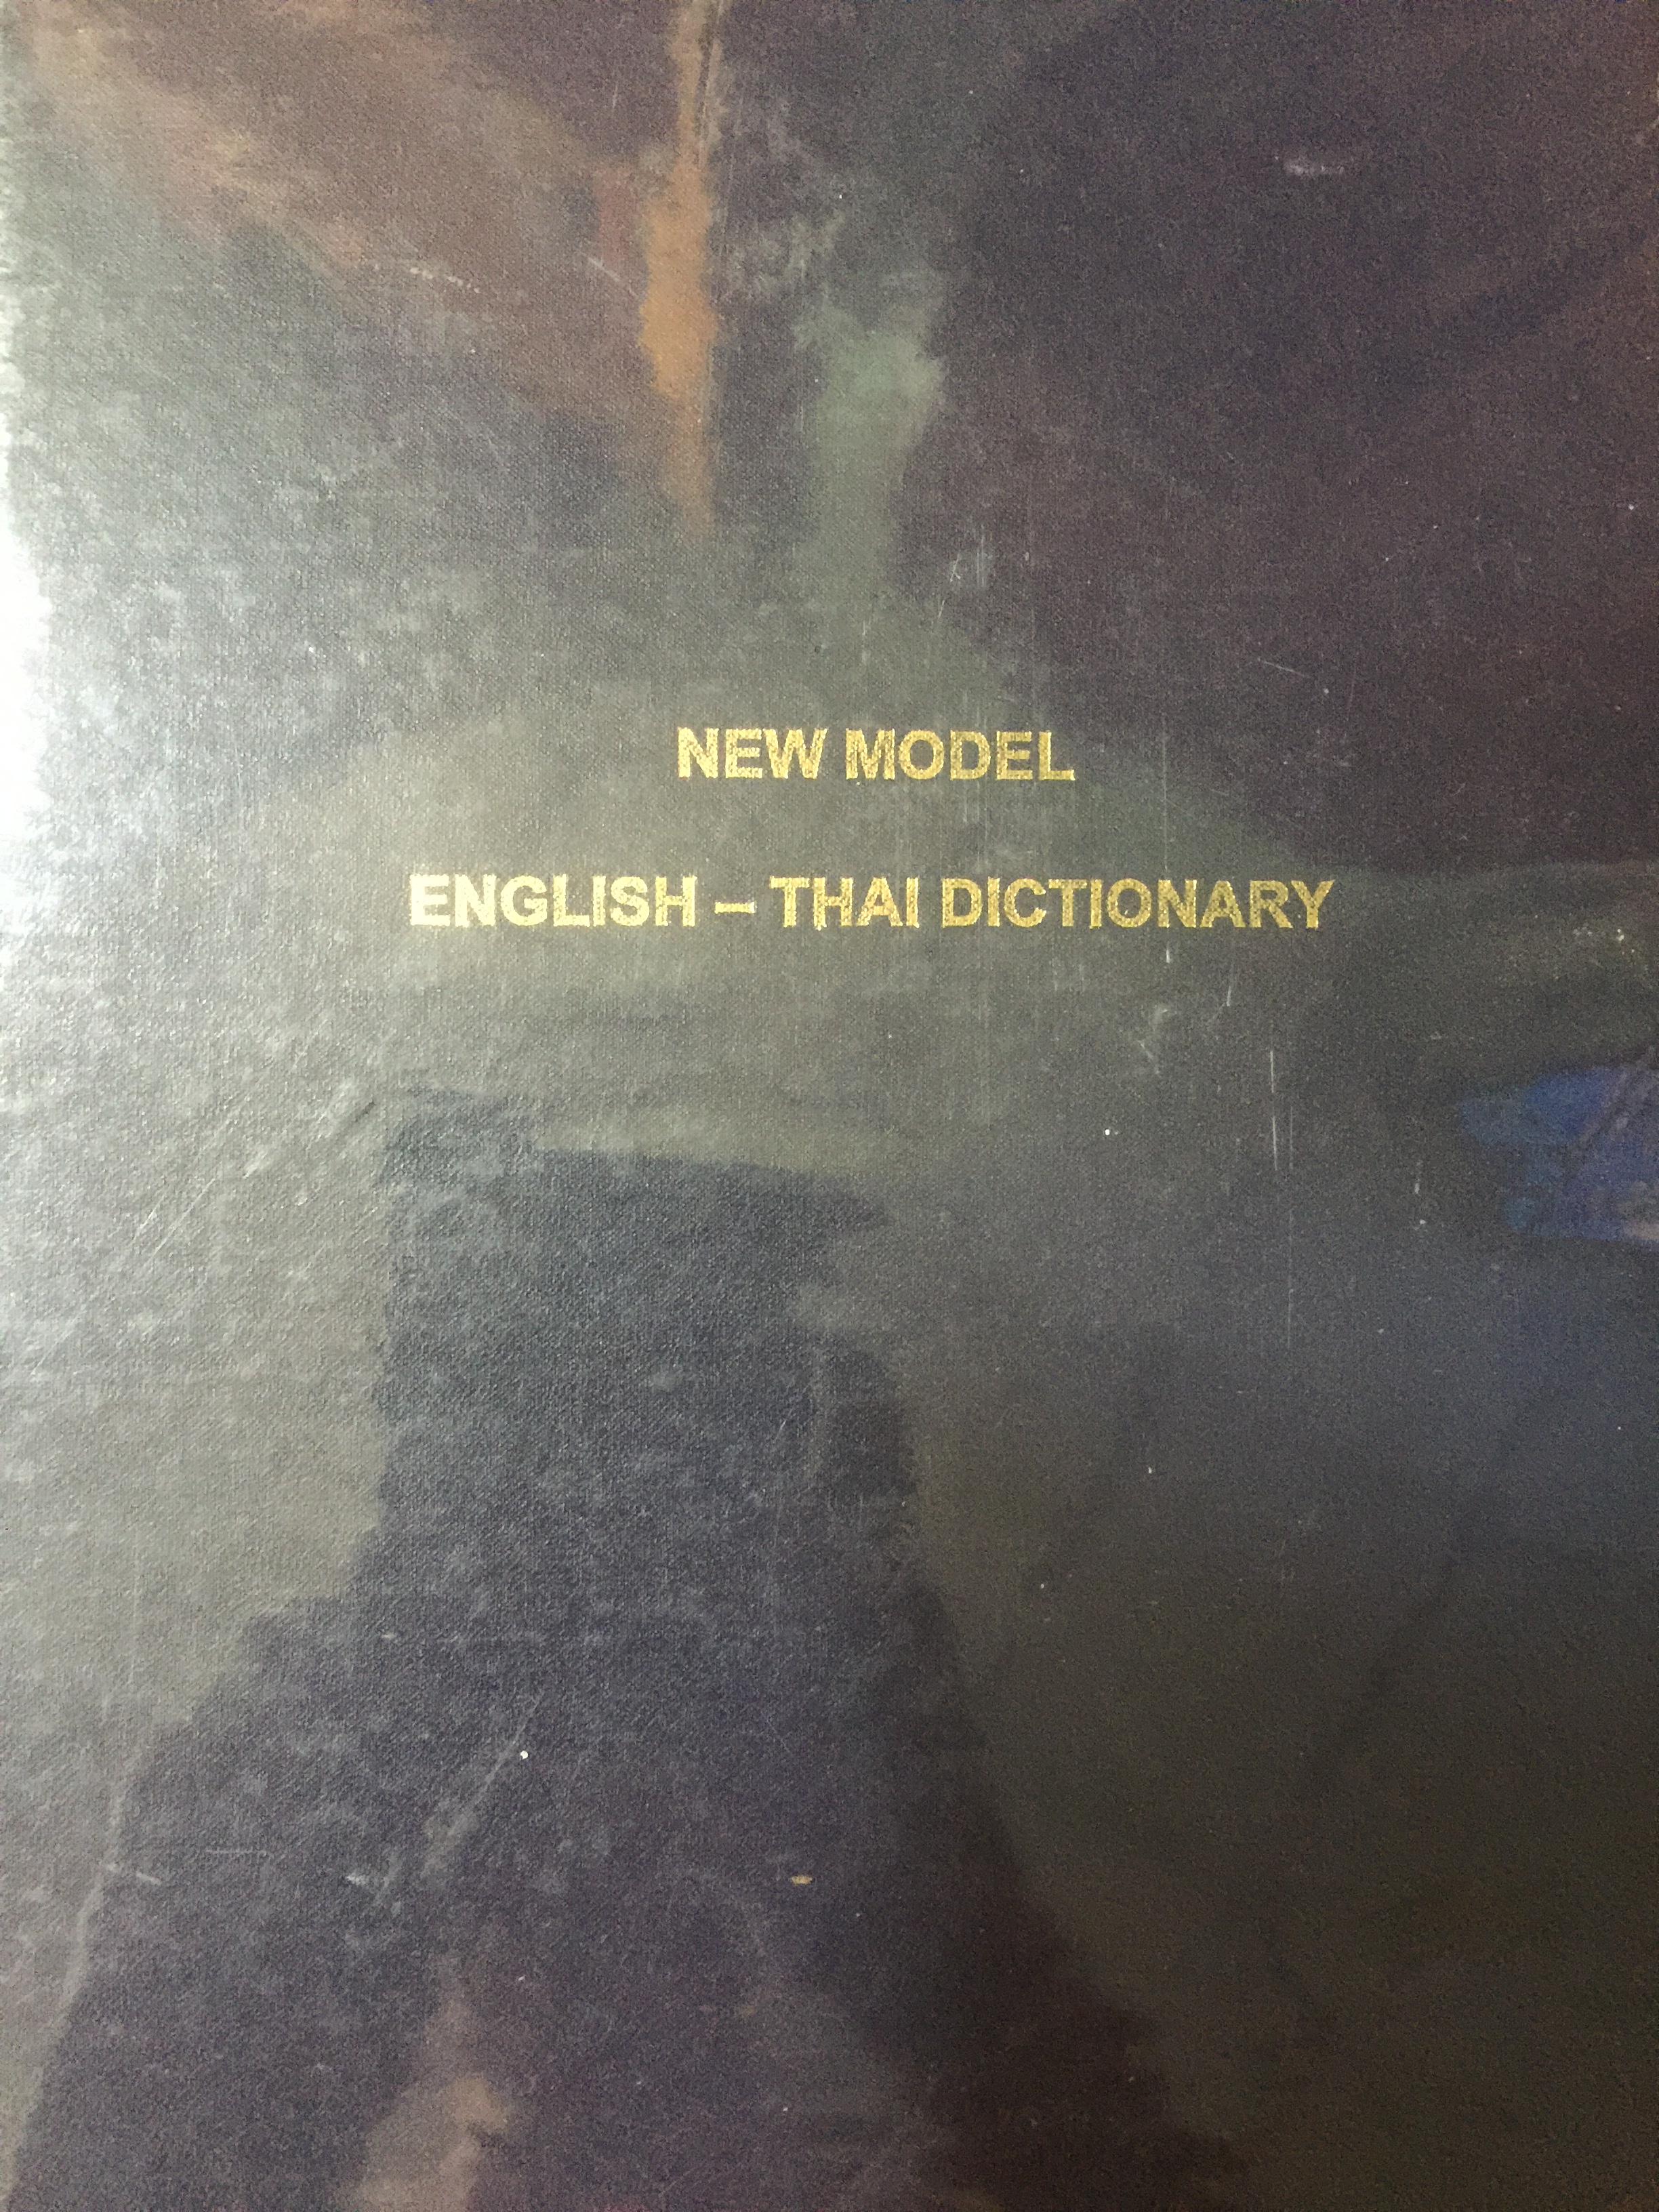 NEW MODEL
ENGLISH – THAI DICTIONARY